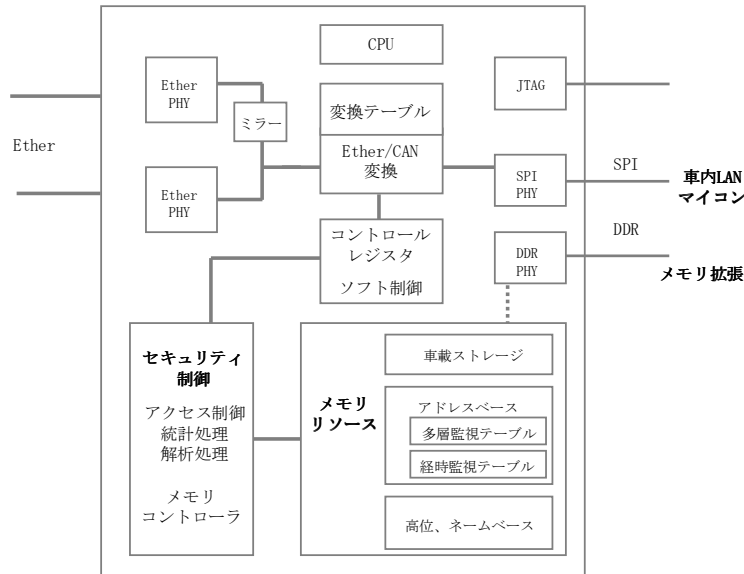 CPU
Ether
PHY
JTAG
ミラー
変換テーブル
Ether/CAN
変換
Ether
Ether
PHY
SPI
PHY
SPI
車内LAN
マイコン
コントロール
レジスタ
ソフト制御
DDR
PHY
DDR
メモリ拡張
セキュリティ
制御
アクセス制御
統計処理
解析処理
メモリ
コントローラ
メモリ
リソース
車載ストレージ
アドレスベース
多層監視テーブル
経時監視テーブル
高位、ネームベース